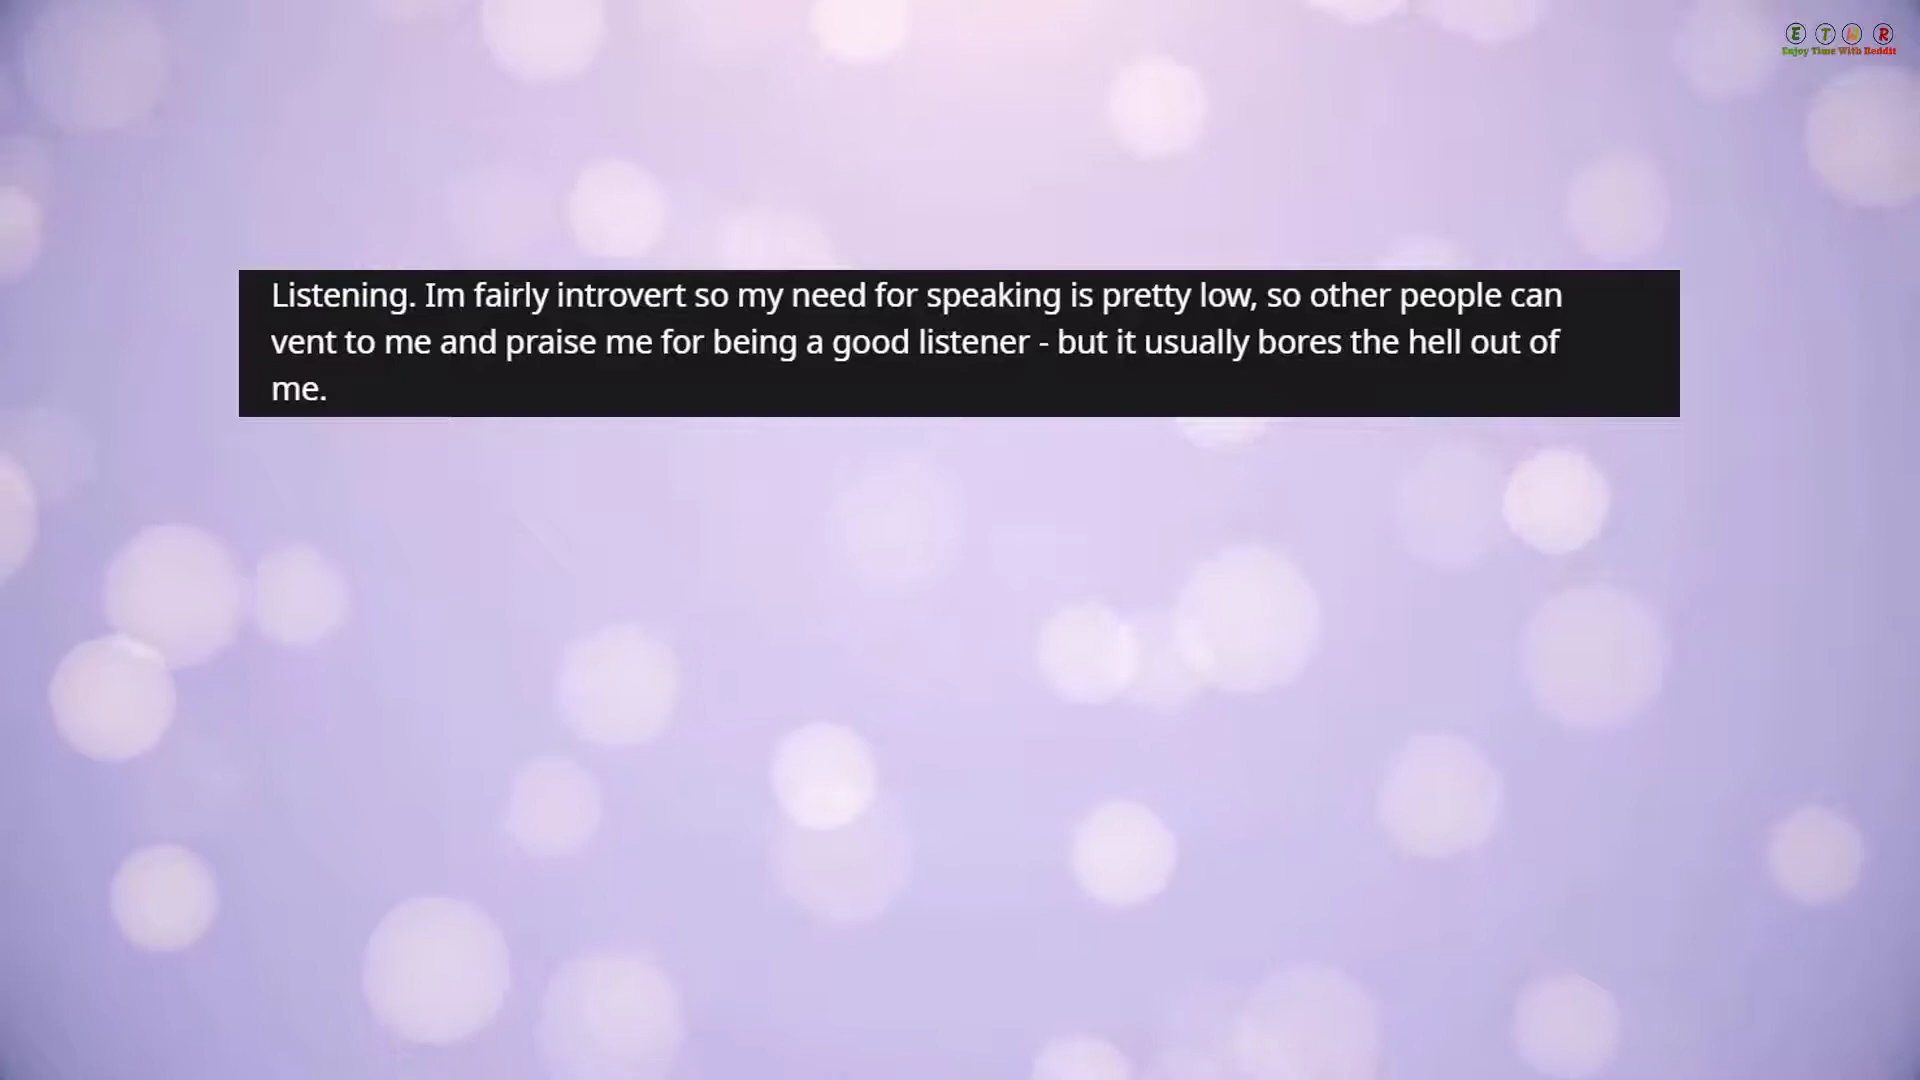 E T W R
Enjoy Time With Reddit
Listening. Im fairly introvert so my need for speaking is pretty low, so other people can
vent to me and praise me for being a good listener - but it usually bores the hell out of
me.